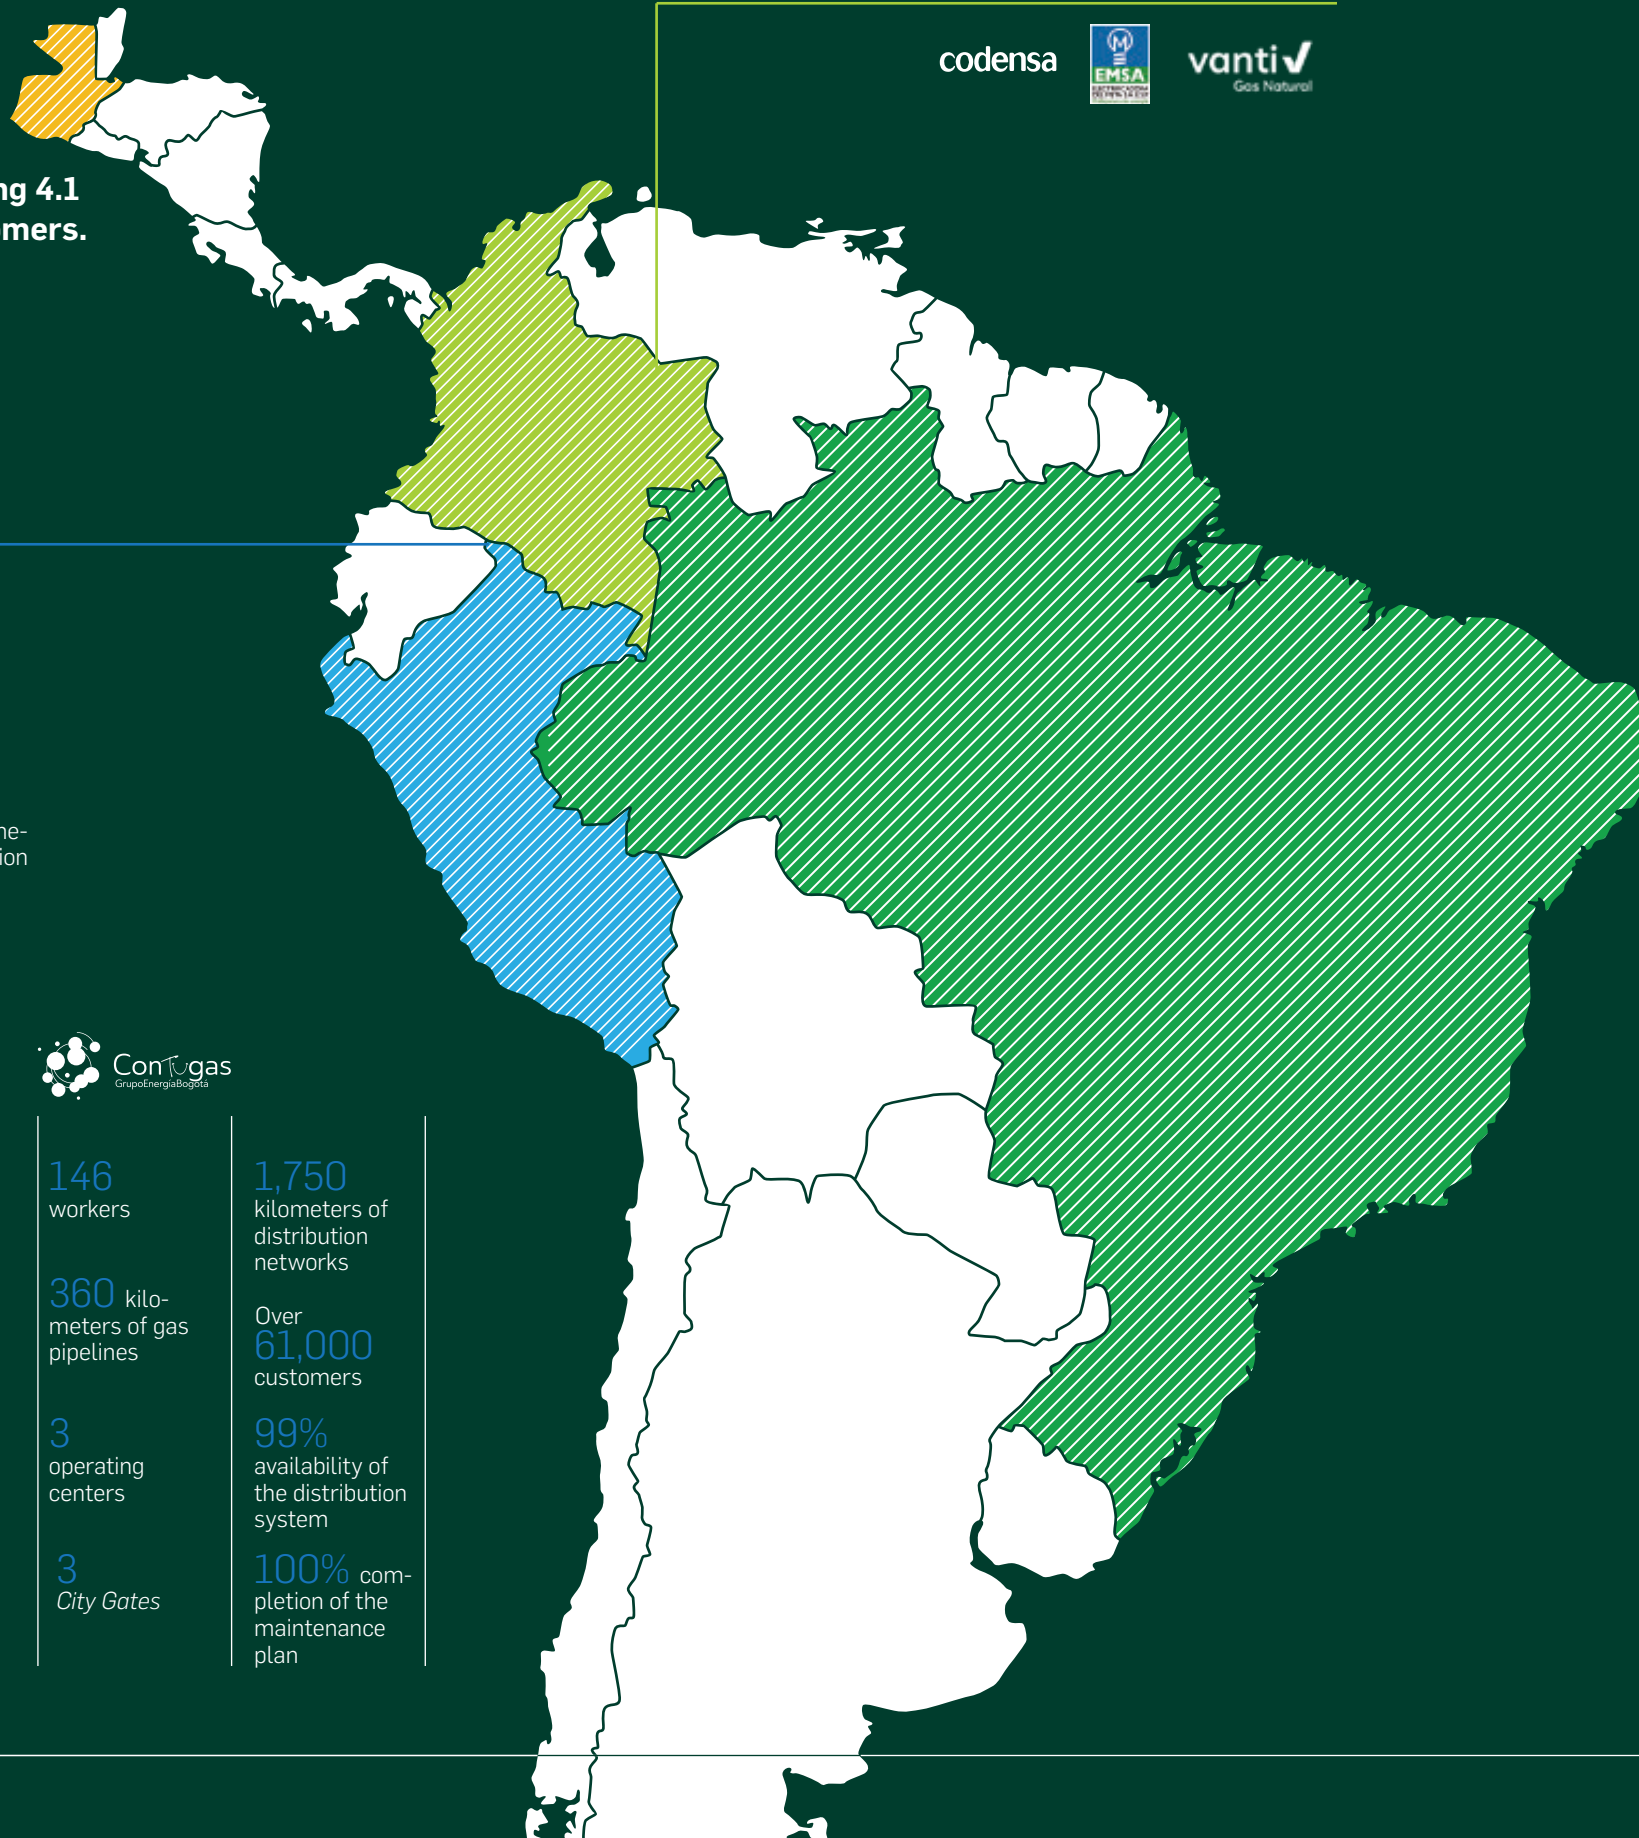 codensa
EMSA
vanti
Gas Natural
ng 4.1
mers.
ne-
ion
ConTugas
GrupoEnergíaBogotá
146
workers
360 kilo-
meters of gas
pipelines
3
operating
centers
3
City Gates
1,750
kilometers of
distribution
networks
Over
61,000
customers
99%
availability of
the distribution
system
100% com-
pletion of the
maintenance
plan